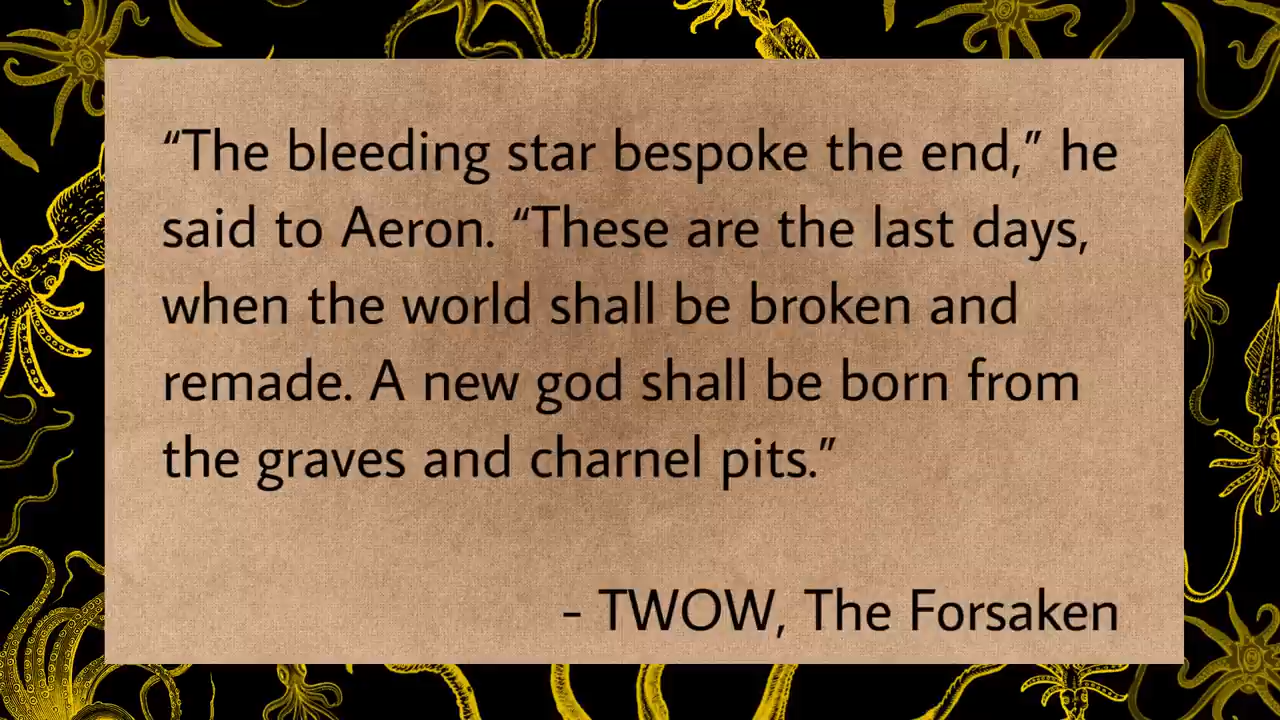 “The bleeding star bespoke the end,” he
said to Aeron. “These are the last days,
when the world shall be broken and
remade. A new god shall be born from
the graves and charnel pits.”
- TWOW, The Forsaken